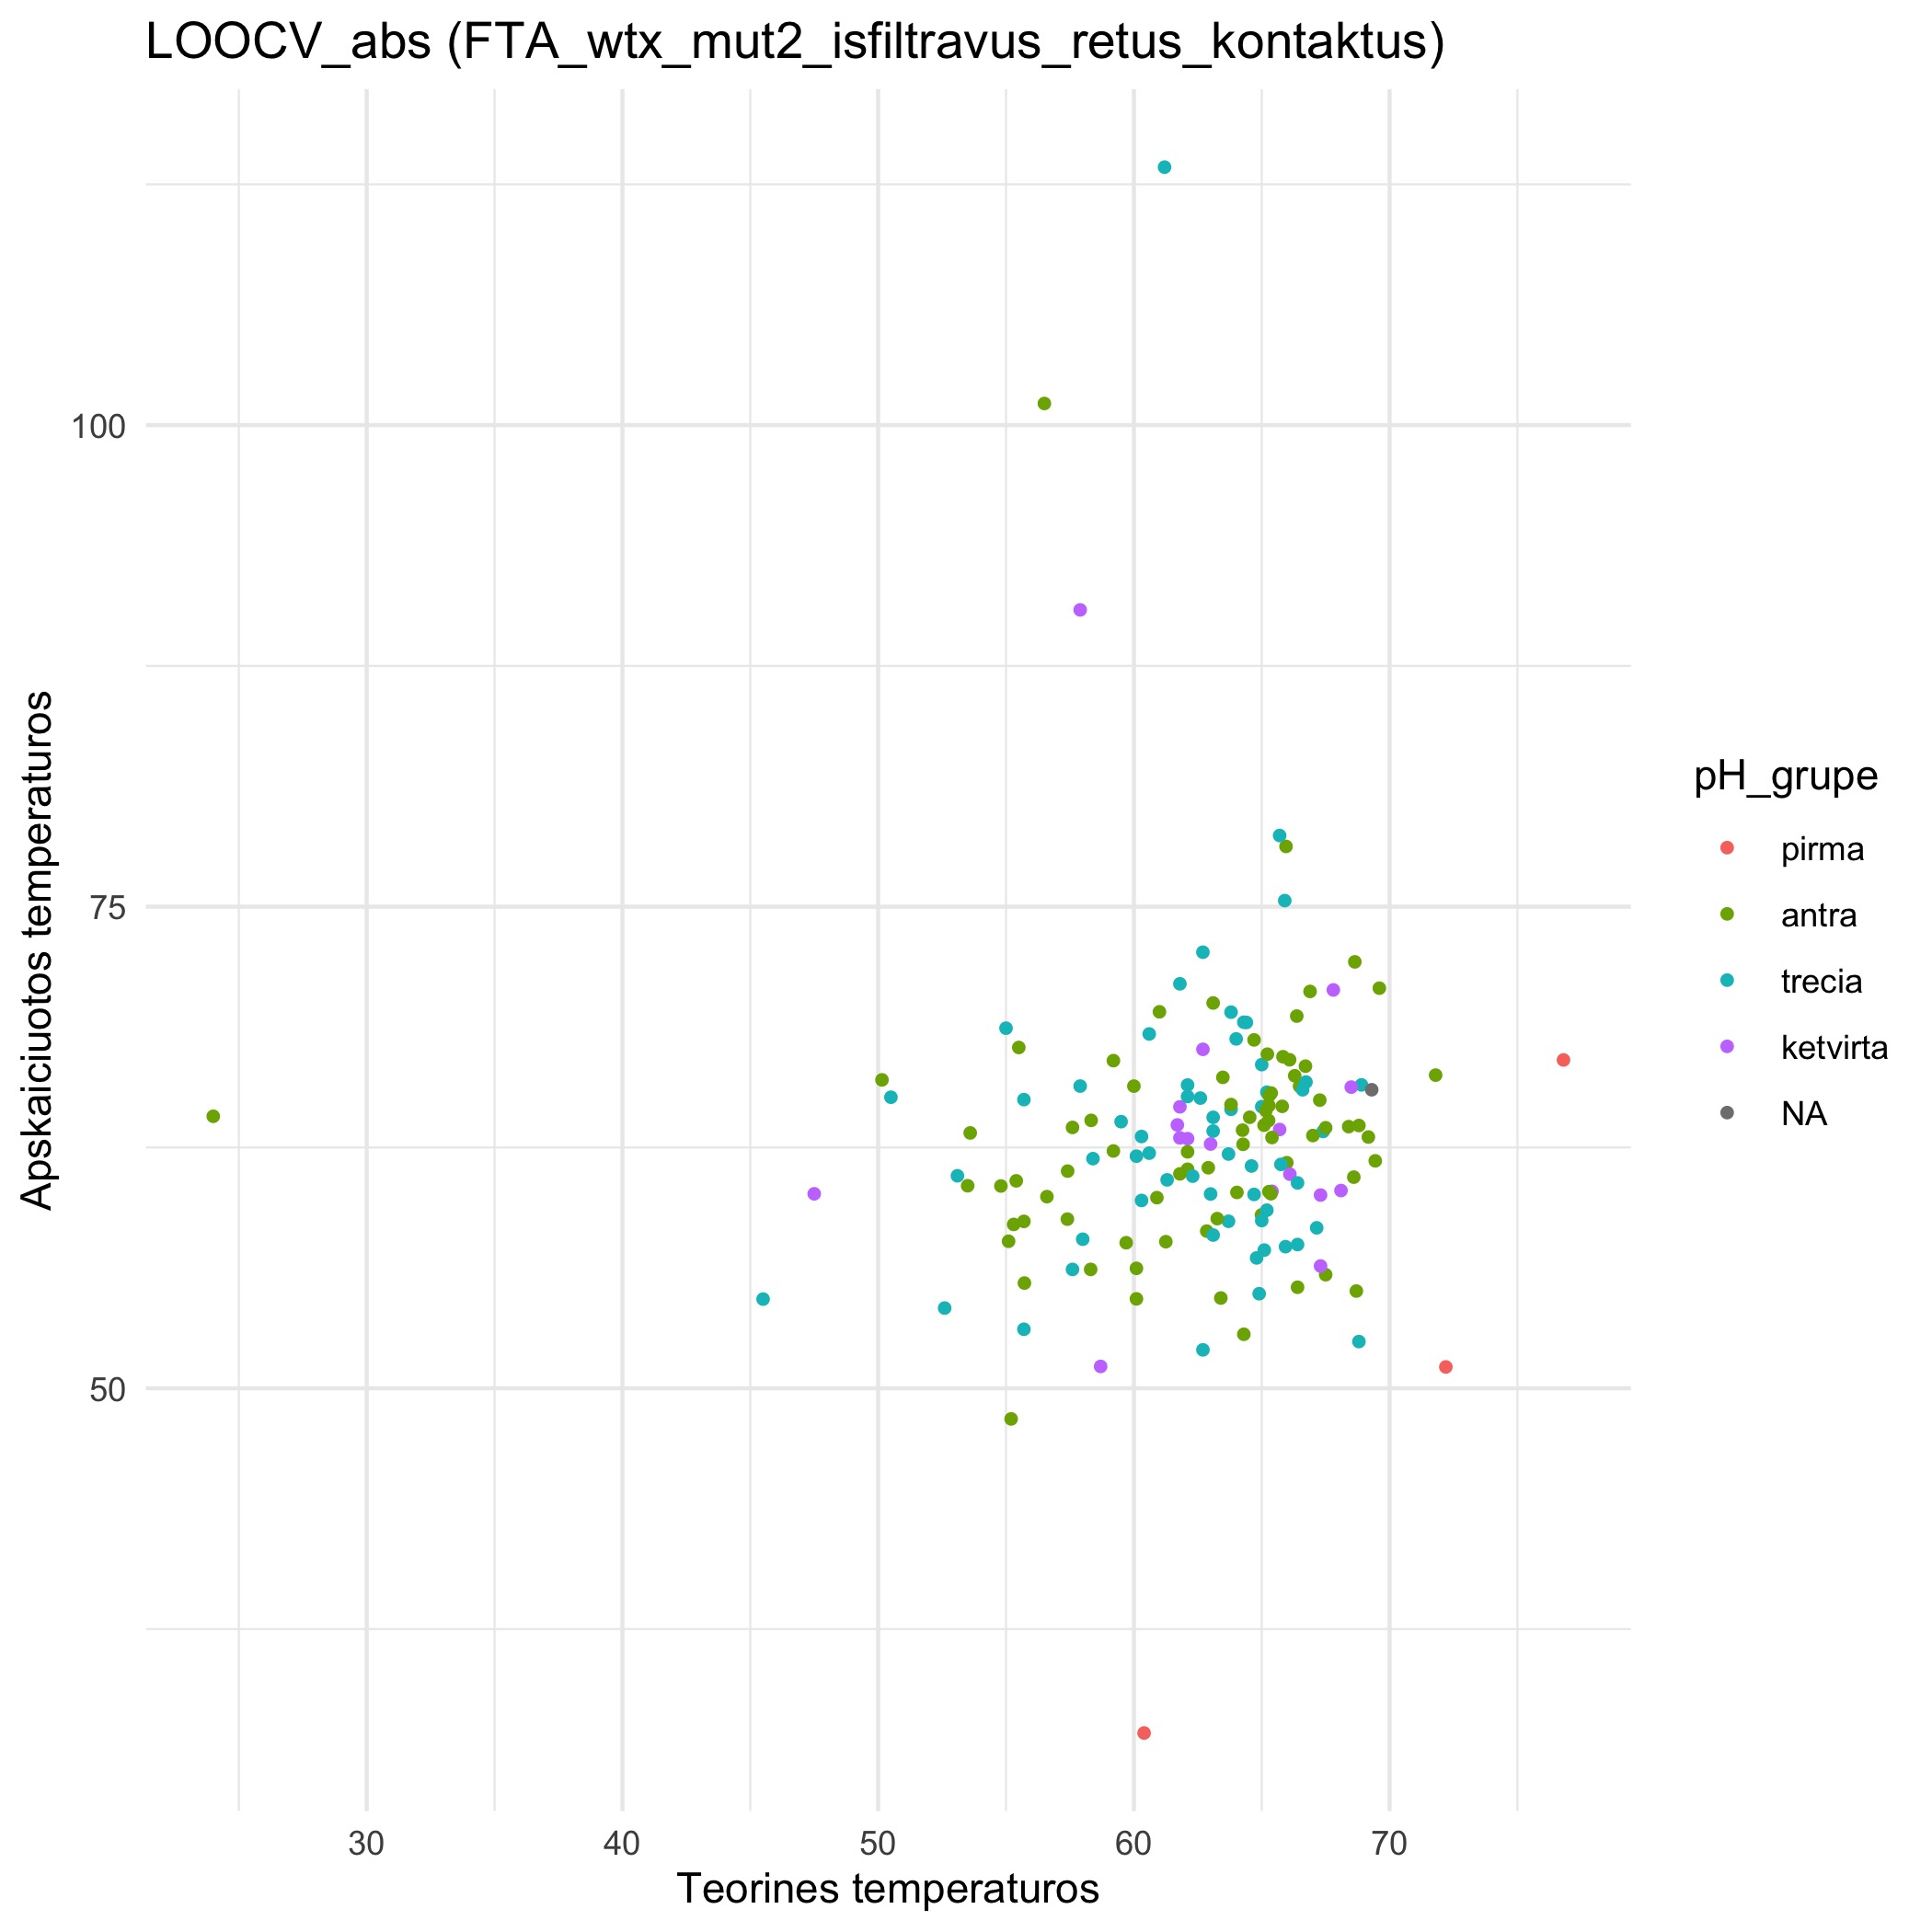 LOOCV_abs (FTA_wtx_mut2_isfiltravus_retus_kontaktus)
Apskaiciuotos temperaturos
100
75
50
30 40 50 60 70
Teorines temperaturos
pH_grupe
pirma
antra
trecia
ketvirta
NA